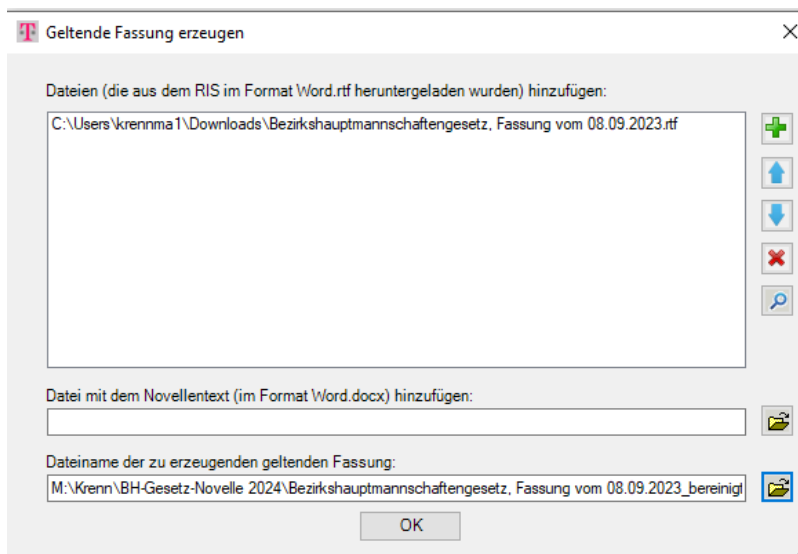 T Geltende Fassung erzeugen
Dateien (die aus dem RIS im Format Word.rtf heruntergeladen wurden) hinzufügen:
C:\Users\krennma1\Downloads\Bezirkshauptmannschaftengesetz, Fassung vom 08.09.2023.rtf
Datei mit dem Novellentext (im Format Word.docx) hinzufügen:
Dateiname der zu erzeugenden geltenden Fassung:
M:\Krenn\BH-Gesetz-Novelle 2024\Bezirkshauptmannschaftengesetz, Fassung vom 08.09.2023_bereinigt
OK